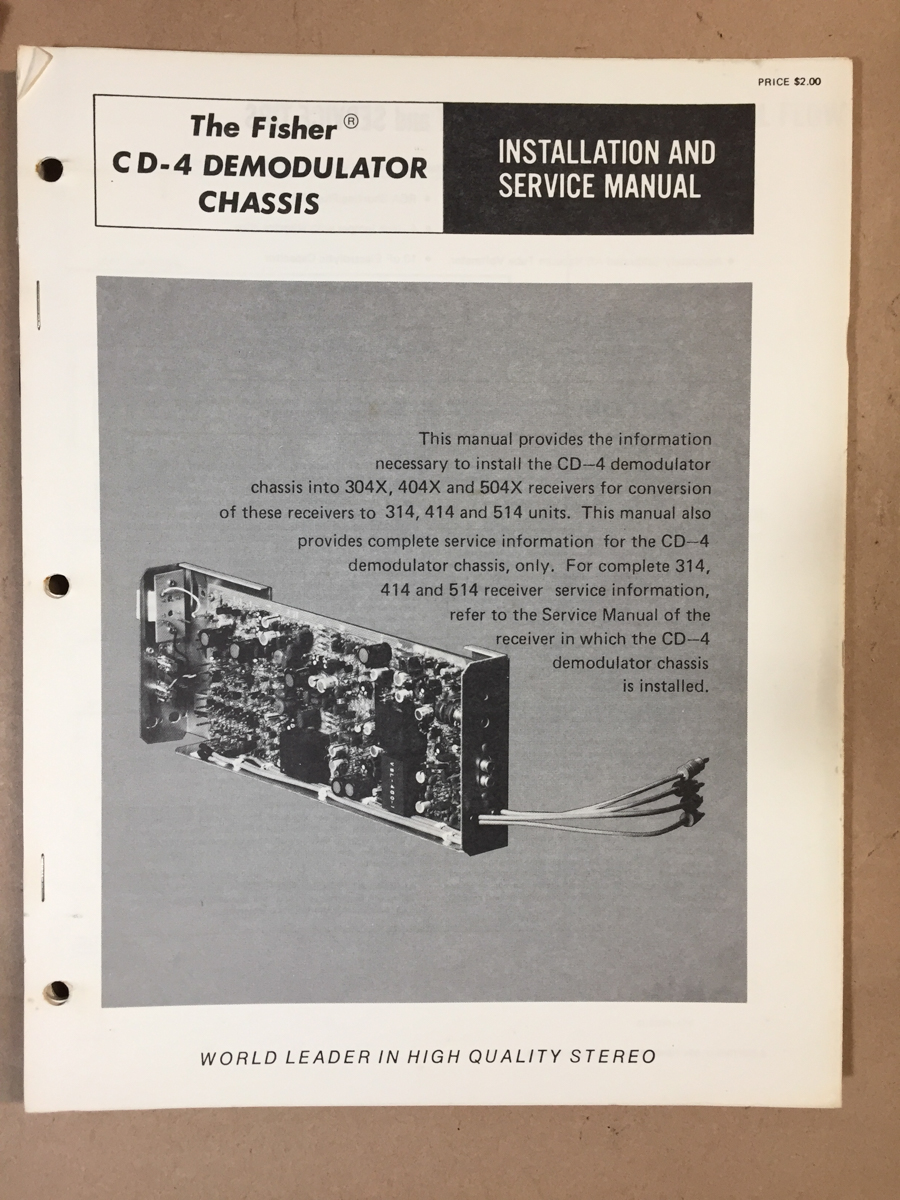 PRICE $2.00
The Fisher®
CD-4 DEMODULATOR
CHASSIS
INSTALLATION AND
SERVICE MANUAL
This manual provides the information
necessary to install the CD—4 demodulator
chassis into 304X, 404X and 504X receivers for conversion
of these receivers to 314, 414 and 514 units. This manual also
provides complete service information for the CD—4
demodulator chassis, only. For complete 314,
414 and 514 receiver service information,
refer to the Service Manual of the
receiver in which the CD—4
demodulator chassis
is installed.
WORLD LEADER IN HIGH QUALITY STEREO